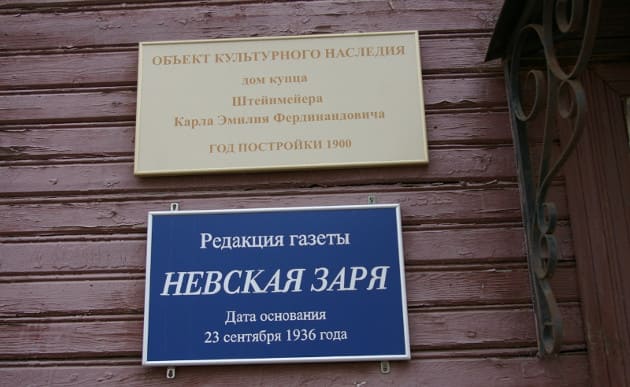 ОБЪЕКТ КУЛЬТУРНОГО НАСЛЕДИЯ
ДОМ КУПЦА
Штеймейера
Карла Эмилия Фердинандовича
ГОД ПОСТРОЙКИ 1900
Редакция газеты
НЕВСКАЯ ЗАРЯ
Дата основания
23 сентября 1936 года